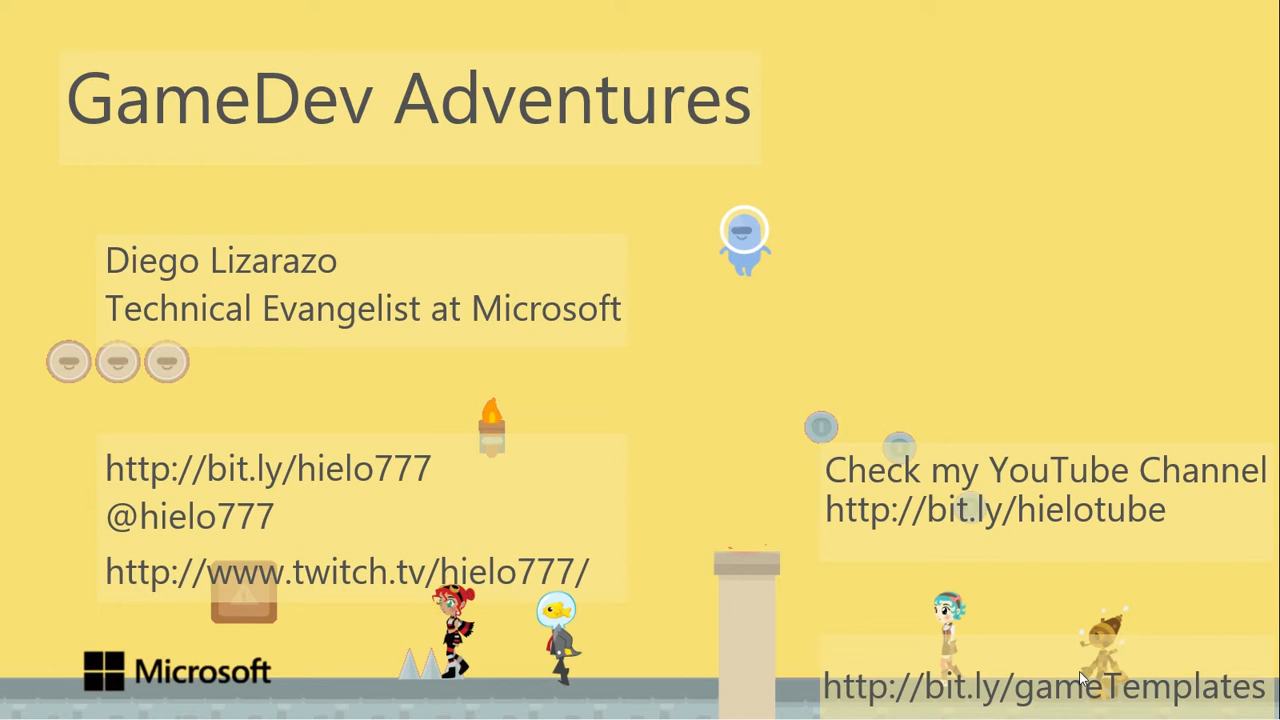 GameDev Adventures
Diego Lizarazo
Technical Evangelist at Microsoft
http://bit.ly/hielo777
@hielo777
http://www.twitch.tv/hielo777/
Check my YouTube Channel
http://bit.ly/hielotube
Microsoft
http://bit.ly/gameTemplates